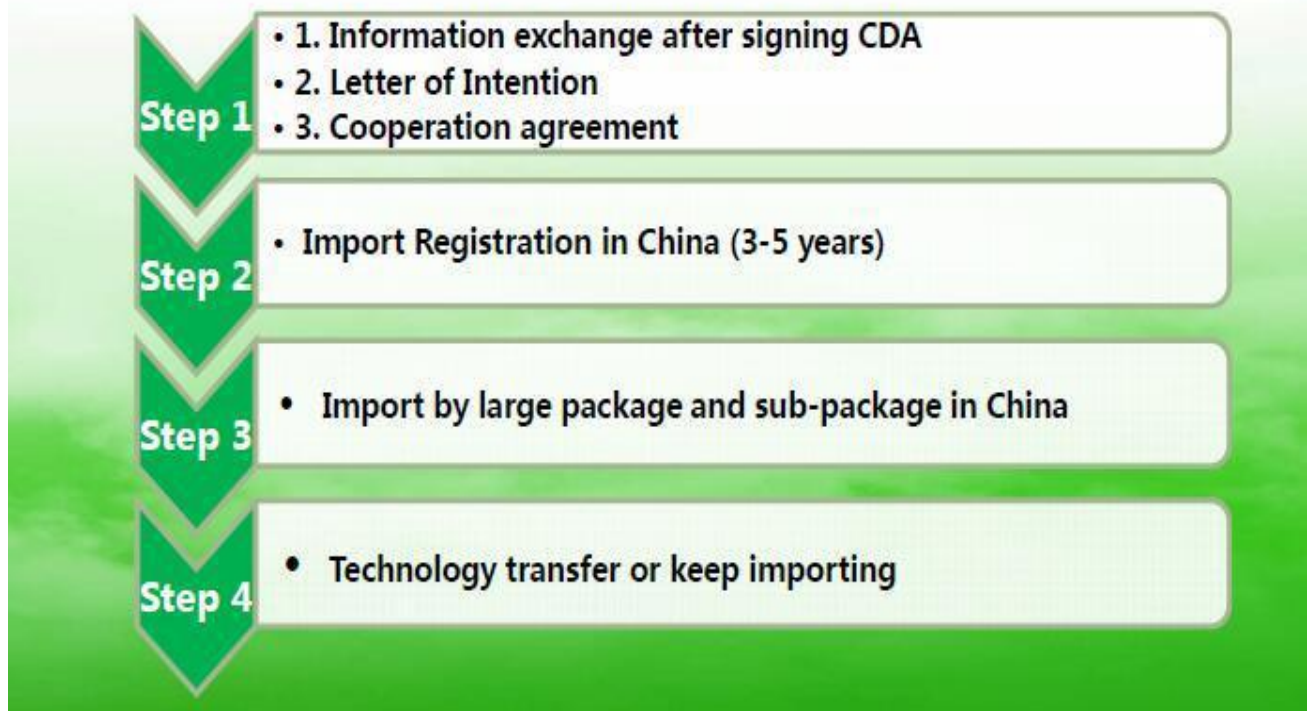 Step 1
• 1. Information exchange after signing CDA
• 2. Letter of Intention
• 3. Cooperation agreement
Step 2
• Import Registration in China (3-5 years)
Step 3
• Import by large package and sub-package in China
Step 4
• Technology transfer or keep importing